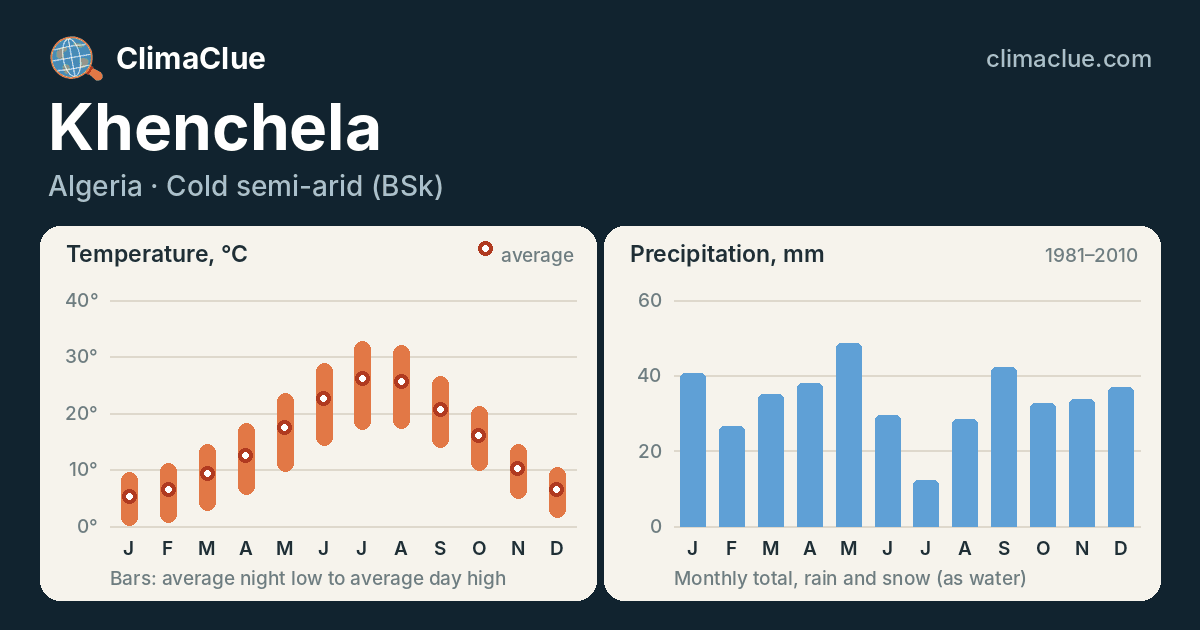 ClimaClue
climaclue.com
Khenchela
Algeria · Cold semi-arid (BSk)
Temperature, °C
average
40°
30°
20°
10°
0°
J F M A M J J A S O N D
Bars: average night low to average day high
Precipitation, mm
1981–2010
60
40
20
0
J F M A M J J A S O N D
Monthly total, rain and snow (as water)